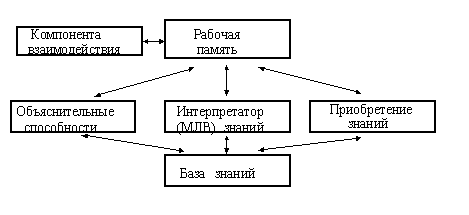 Компонента
взаимодействия
Рабочая
память
Объяснительные
способности
Интерпретатор
(МЛВ) знаний
Приобретение
знаний
База знаний